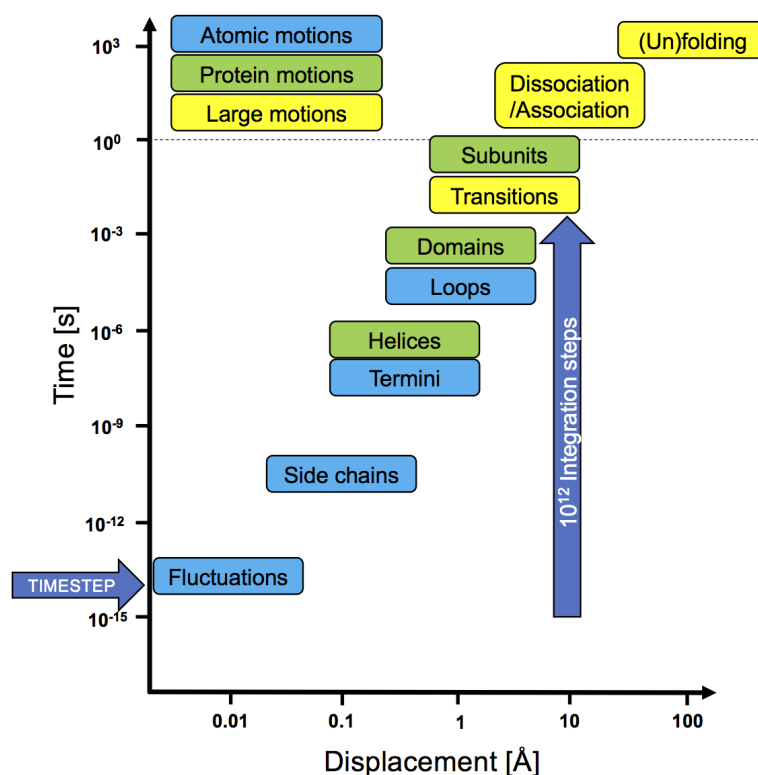 Atomic motions
Protein motions
Large motions
(Un)folding
Dissociation
/Association
Subunits
Transitions
Domains
Loops
Helices
Termini
Side chains
Fluctuations
TIMESTEP
10¹² Integration steps
Time [s]
10³
10⁰
10⁻³
10⁻⁶
10⁻⁹
10⁻¹²
10⁻¹⁵
0.01
0.1
1
10
100
Displacement [Å]